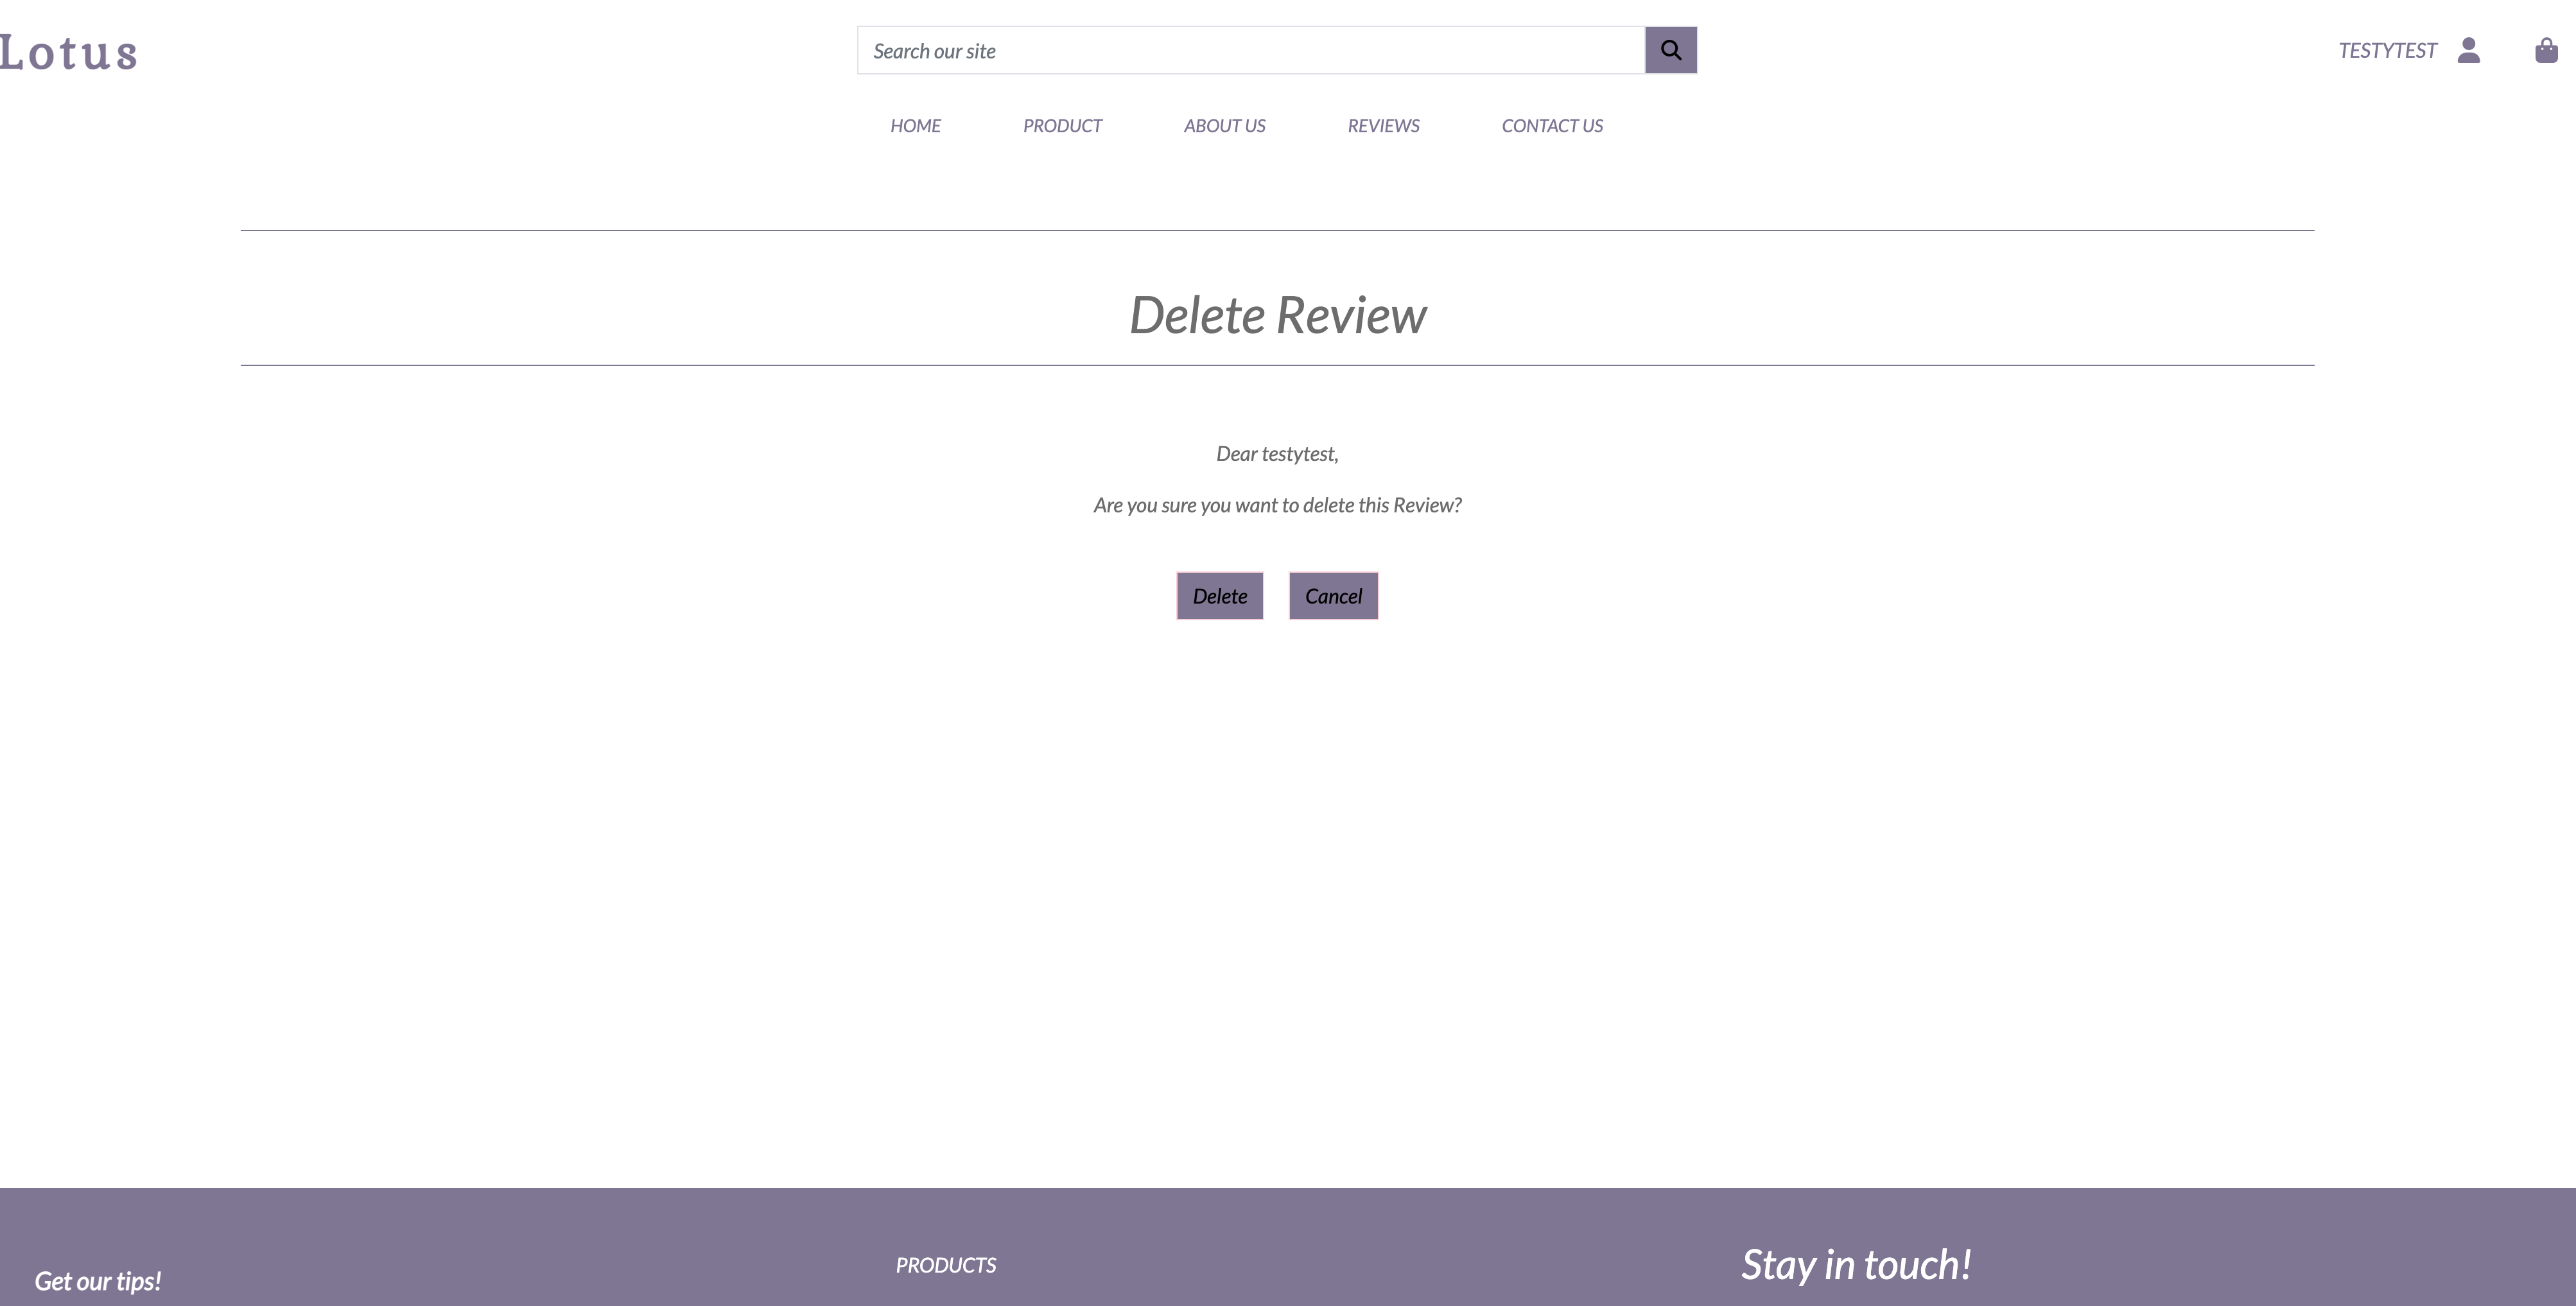 Lotus
Search our site
TESTYTEST
HOME PRODUCT ABOUT US REVIEWS CONTACT US
Delete Review
Dear testytest,
Are you sure you want to delete this Review?
Delete Cancel
Get our tips!
PRODUCTS
Stay in touch!